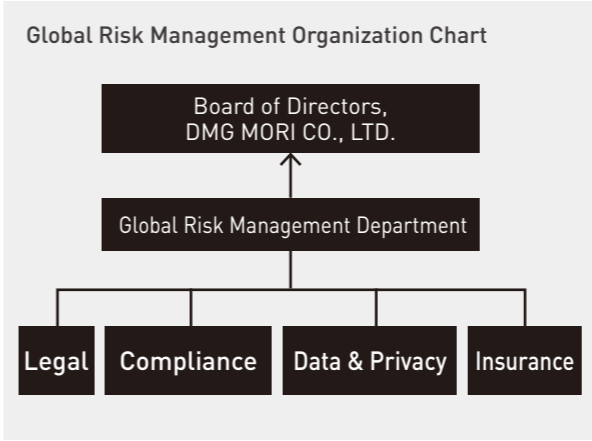 Global Risk Management Organization Chart
Board of Directors,
DMG MORI CO., LTD.
Global Risk Management Department
Legal
Compliance
Data & Privacy
Insurance